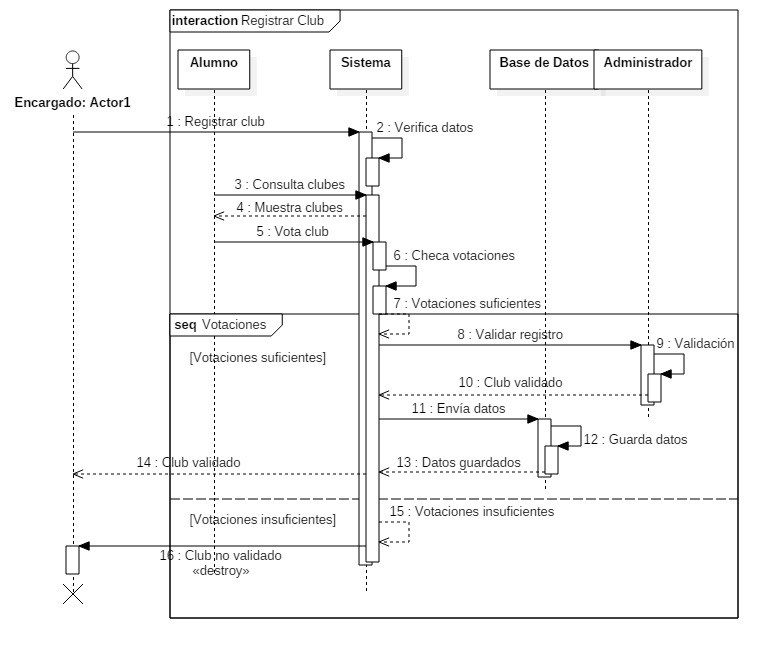 interaction Registrar Club
Alumno
Sistema
Base de Datos
Administrador
Encargado: Actor1
1 : Registrar club
2 : Verifica datos
3 : Consulta clubes
4 : Muestra clubes
5 : Vota club
6 : Checa votaciones
7 : Votaciones suficientes
seq Votaciones
8 : Validar registro
9 : Validación
[Votaciones suficientes]
10 : Club validado
11 : Envía datos
12 : Guarda datos
13 : Datos guardados
14 : Club validado
15 : Votaciones insuficientes
[Votaciones insuficientes]
16 : Club no validado
«destroy»